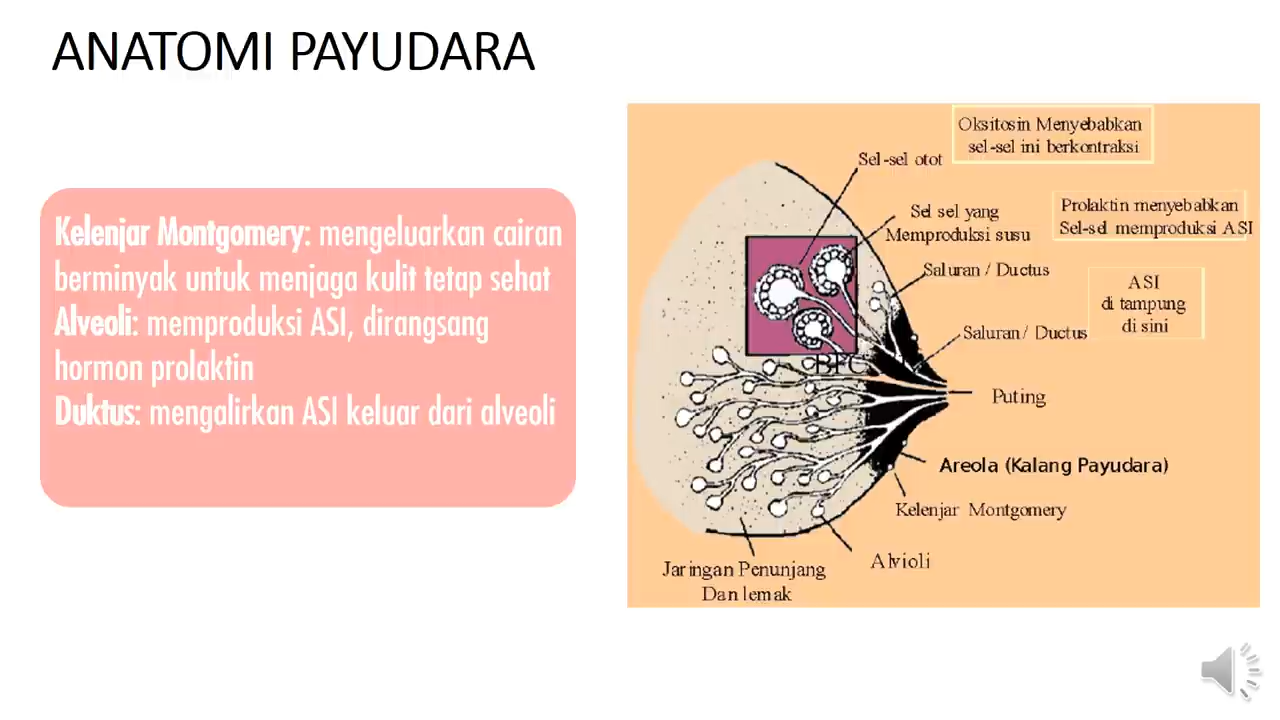 ANATOMI PAYUDARA
Kelenjar Montgomery: mengeluarkan cairan
berminyak untuk menjaga kulit tetap sehat
Alveoli: memproduksi ASI, dirangsang
hormon prolaktin
Duktus: mengalirkan ASI keluar dari alveoli
Oksitosin Menyebabkan
sel-sel ini berkontraksi
Sel-sel otot
Prolaktin menyebabkan
Sel-sel memproduksi ASI
Sel sel yang
Memproduksi susu
Saluran / Ductus
ASI
di tampung
di sini
Saluran / Ductus
Puting
Areola (Kalang Payudara)
Kelenjar Montgomery
Alvioli
Jaringan Penunjang
Dan lemak